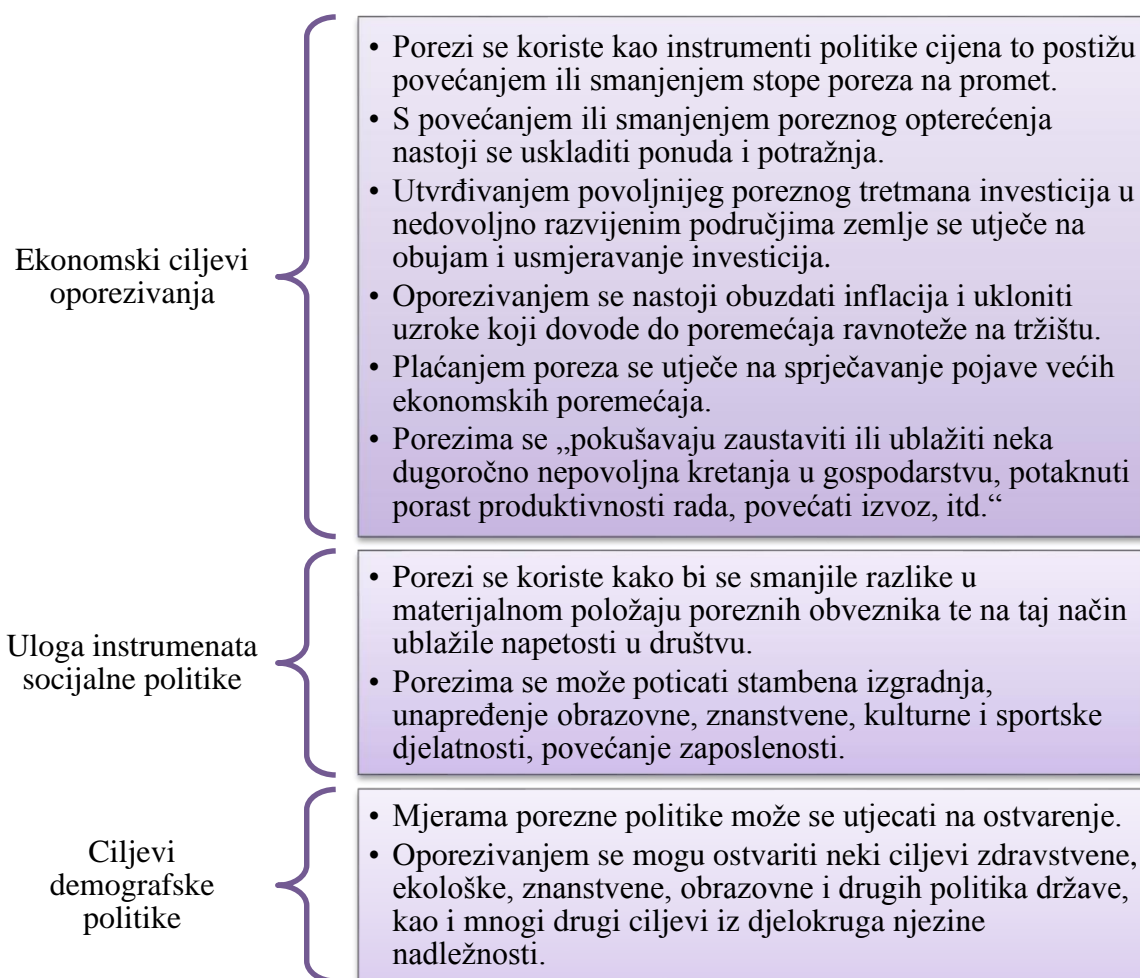 Ekonomski ciljevi
oporezivanja
• Porezi se koriste kao instrumenti politike cijena to postižu
povećanjem ili smanjenjem stope poreza na promet.
• S povećanjem ili smanjenjem poreznog opterećenja
nastoji se uskladiti ponuda i potražnja.
• Utvrđivanjem povoljnijeg poreznog tretmana investicija u
nedovoljno razvijenim područjima zemlje se utječe na
obujam i usmjeravanje investicija.
• Oporezivanjem se nastoji obuzdati inflacija i ukloniti
uzroke koji dovode do poremećaja ravnoteže na tržištu.
• Plaćanjem poreza se utječe na sprječavanje pojave većih
ekonomskih poremećaja.
• Porezima se „pokušavaju zaustaviti ili ublažiti neka
dugoročno nepovoljna kretanja u gospodarstvu, potaknuti
porast produktivnosti rada, povećati izvoz, itd.“
Uloga instrumenata
socijalne politike
• Porezi se koriste kako bi se smanjile razlike u
materijalnom položaju poreznih obveznika te na taj način
ublažile napetosti u društvu.
• Porezima se može poticati stambena izgradnja,
unapređenje obrazovne, znanstvene, kulturne i sportske
djelatnosti, povećanje zaposlenosti.
Ciljevi
demografske
politike
• Mjerama porezne politike može se utjecati na ostvarenje.
• Oporezivanjem se mogu ostvariti neki ciljevi zdravstvene,
ekološke, znanstvene, obrazovne i drugih politika države,
kao i mnogi drugi ciljevi iz djelokruga njezine
nadležnosti.